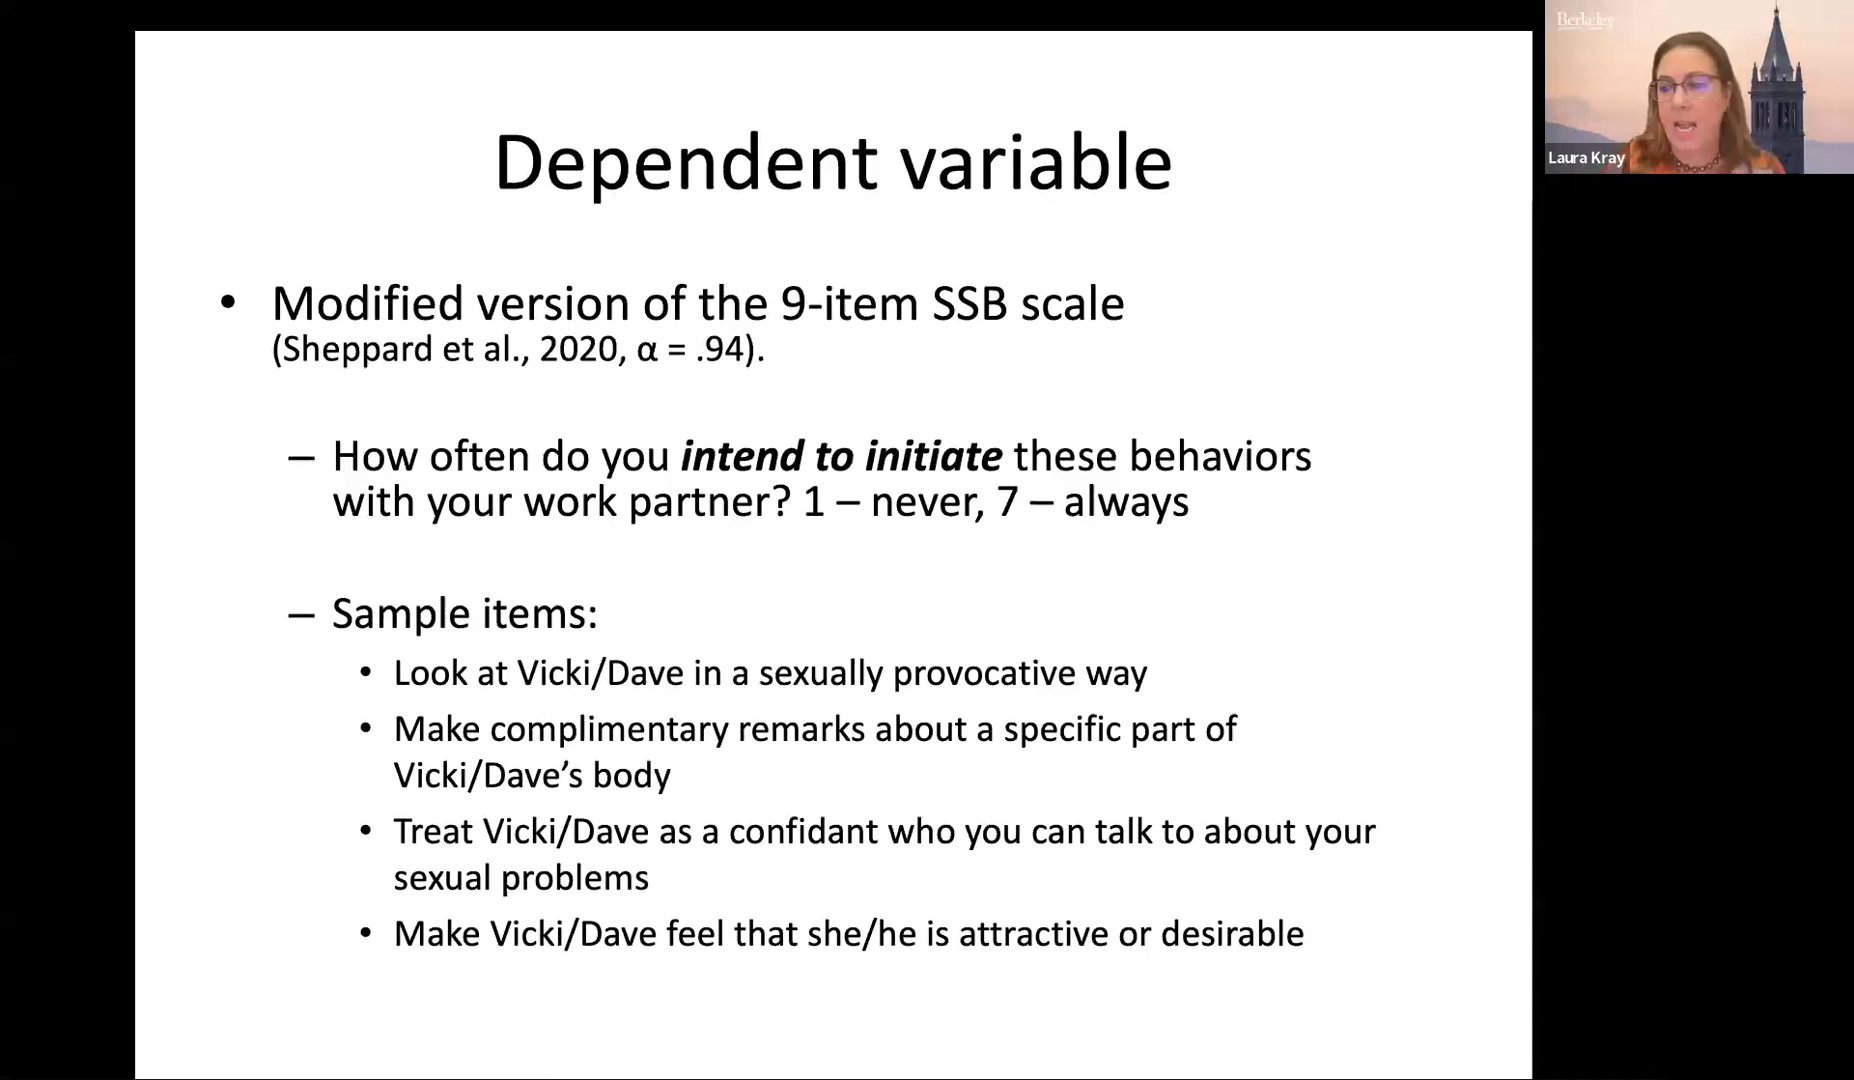 Dependent variable
• Modified version of the 9-item SSB scale
(Sheppard et al., 2020, α = .94).
– How often do you intend to initiate these behaviors
with your work partner? 1 – never, 7 – always
– Sample items:
• Look at Vicki/Dave in a sexually provocative way
• Make complimentary remarks about a specific part of
Vicki/Dave’s body
• Treat Vicki/Dave as a confidant who you can talk to about your
sexual problems
• Make Vicki/Dave feel that she/he is attractive or desirable
Berkeley
Laura Kray